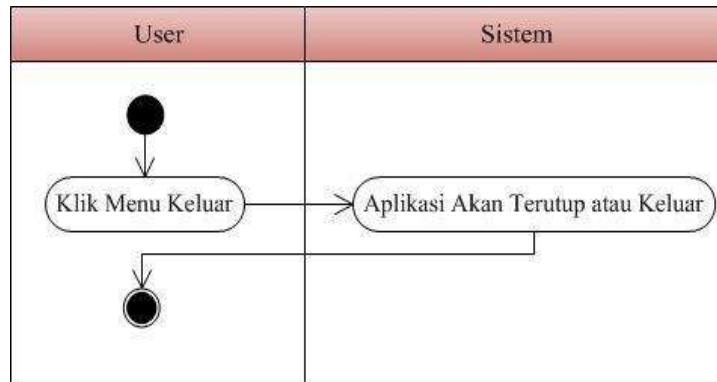 User
Sistem
Klik Menu Keluar
Aplikasi Akan Terutup atau Keluar